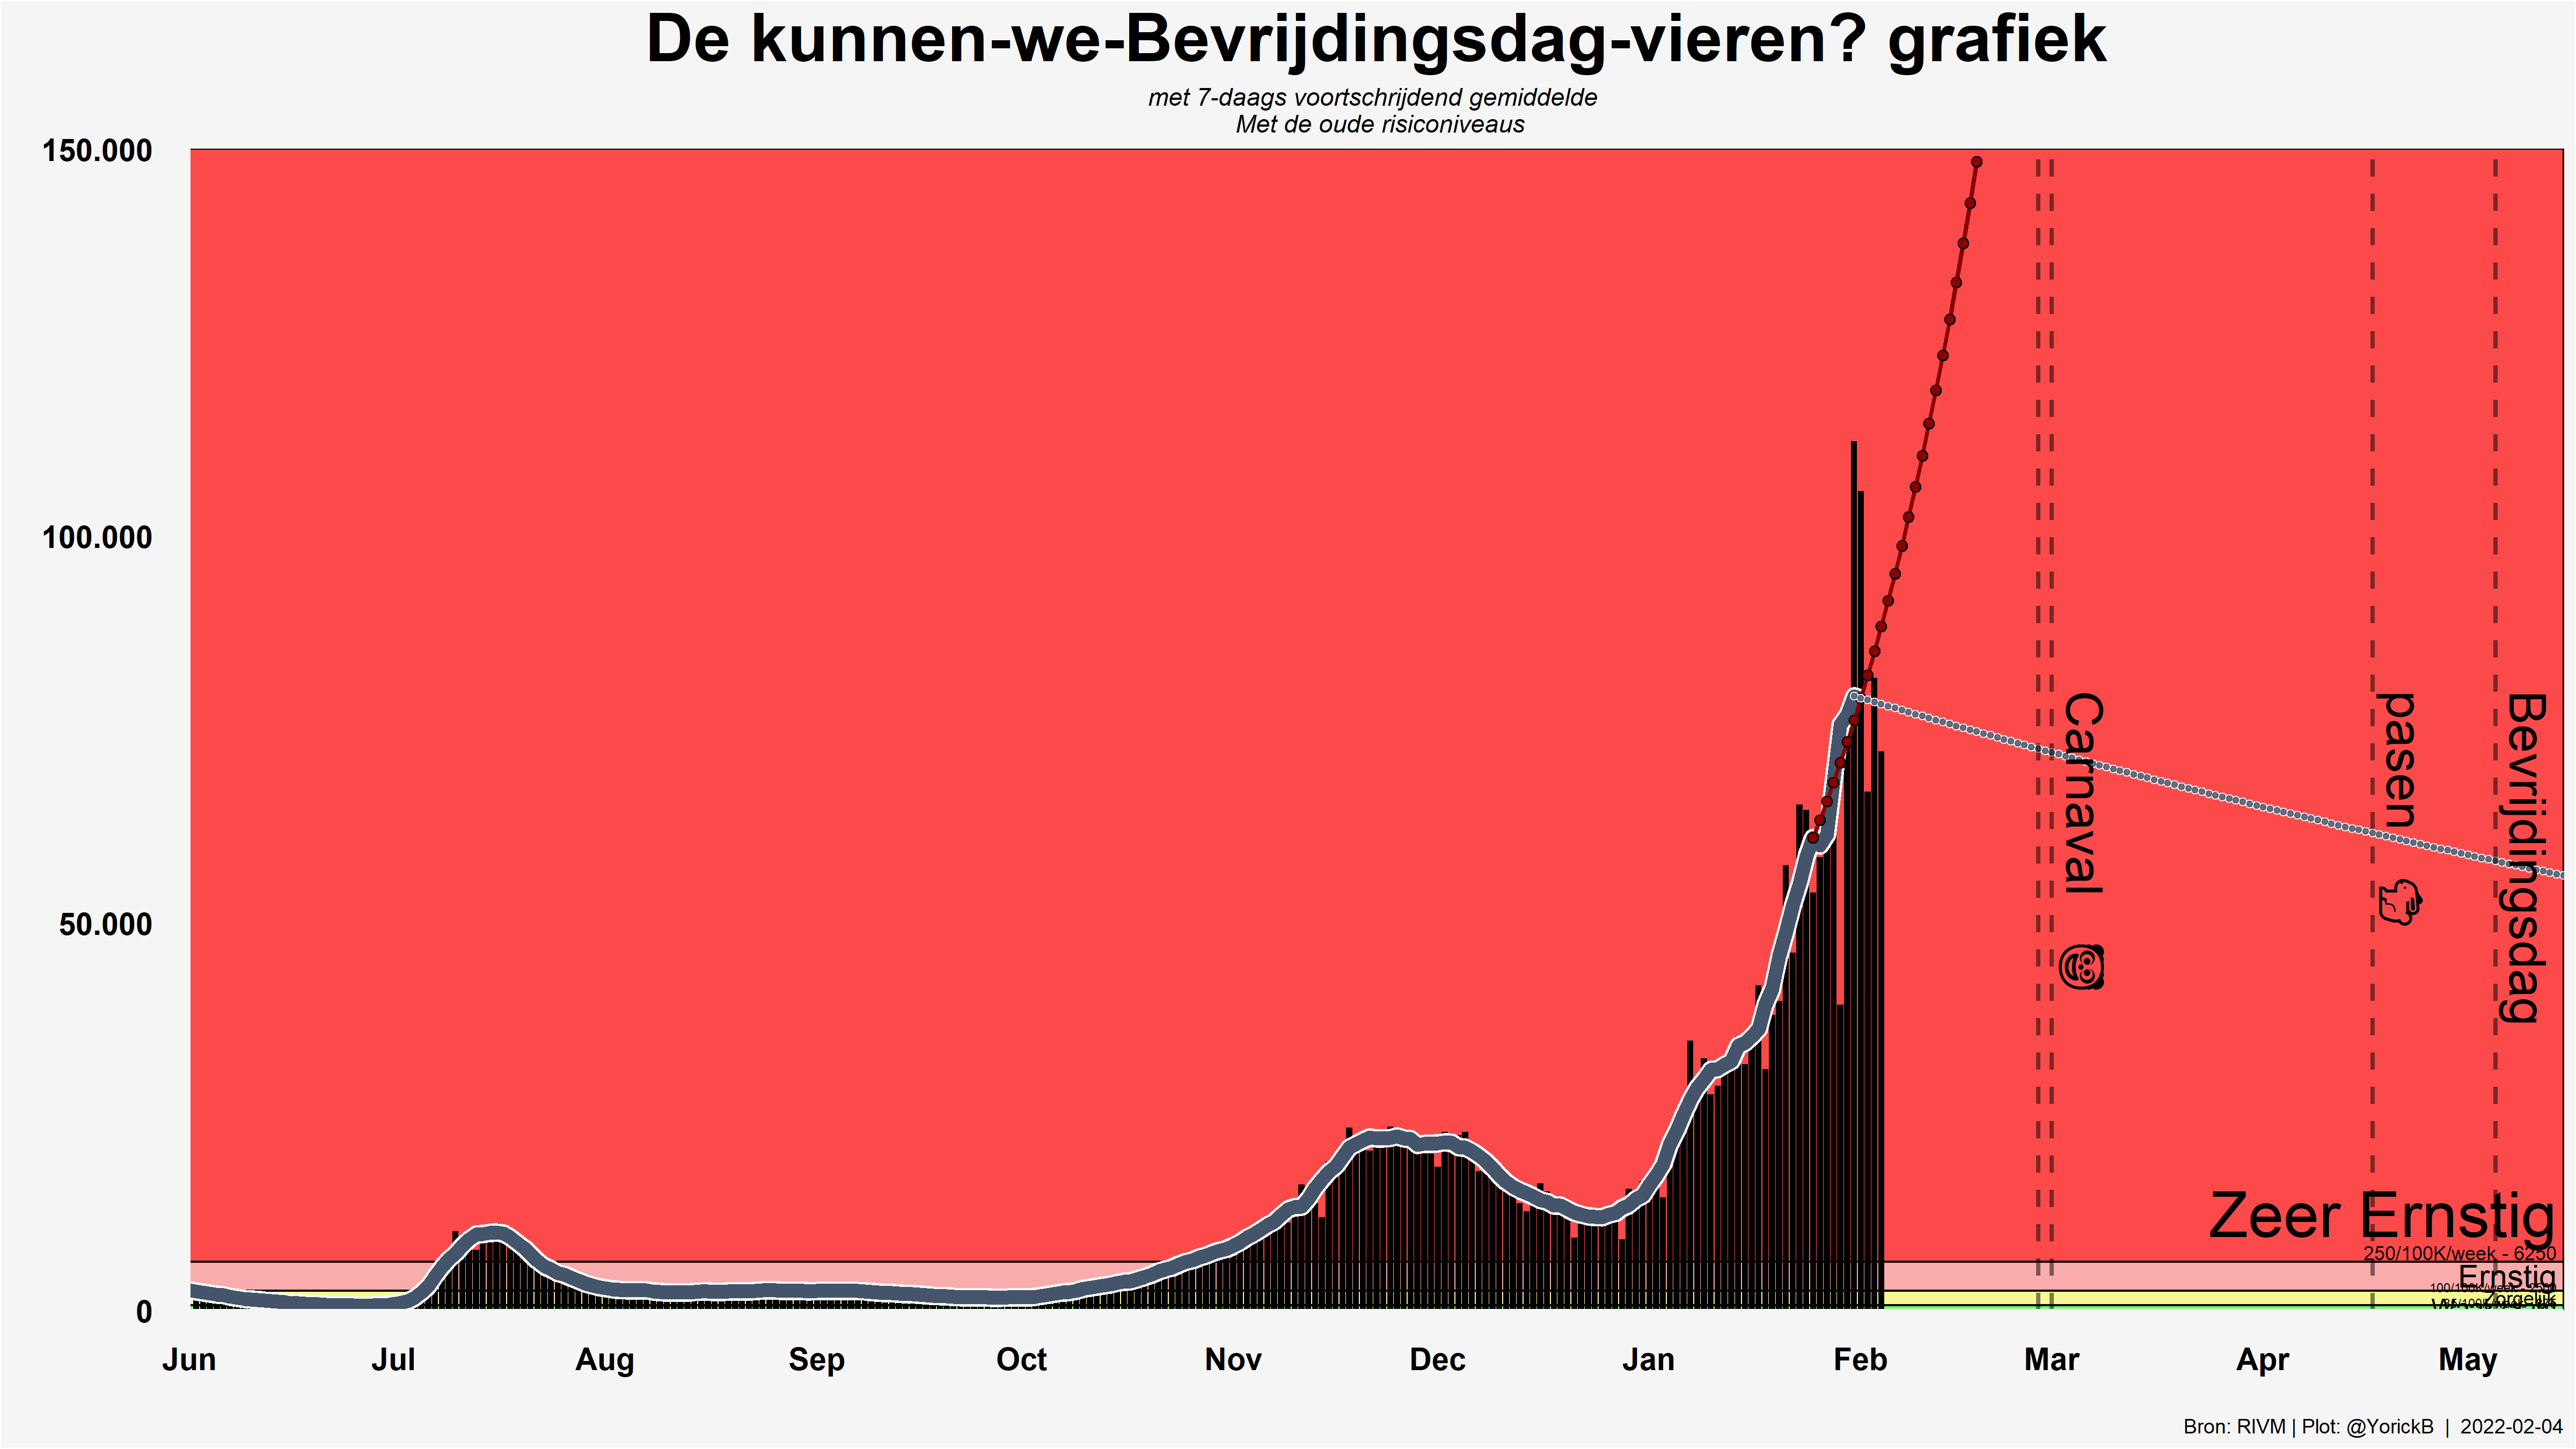 De kunnen-we-Bevrijdingsdag-vieren? grafiek
met 7-daags voortschrijdend gemiddelde
Met de oude risiconiveaus
150.000
100.000
50.000
0
Carnaval
pasen
Bevrijdingsdag
Zeer Ernstig
250/100K/week - 6250
Ernstig
Zorgelijk
Jun Jul Aug Sep Oct Nov Dec Jan Feb Mar Apr May
Bron: RIVM | Plot: @YorickB | 2022-02-04